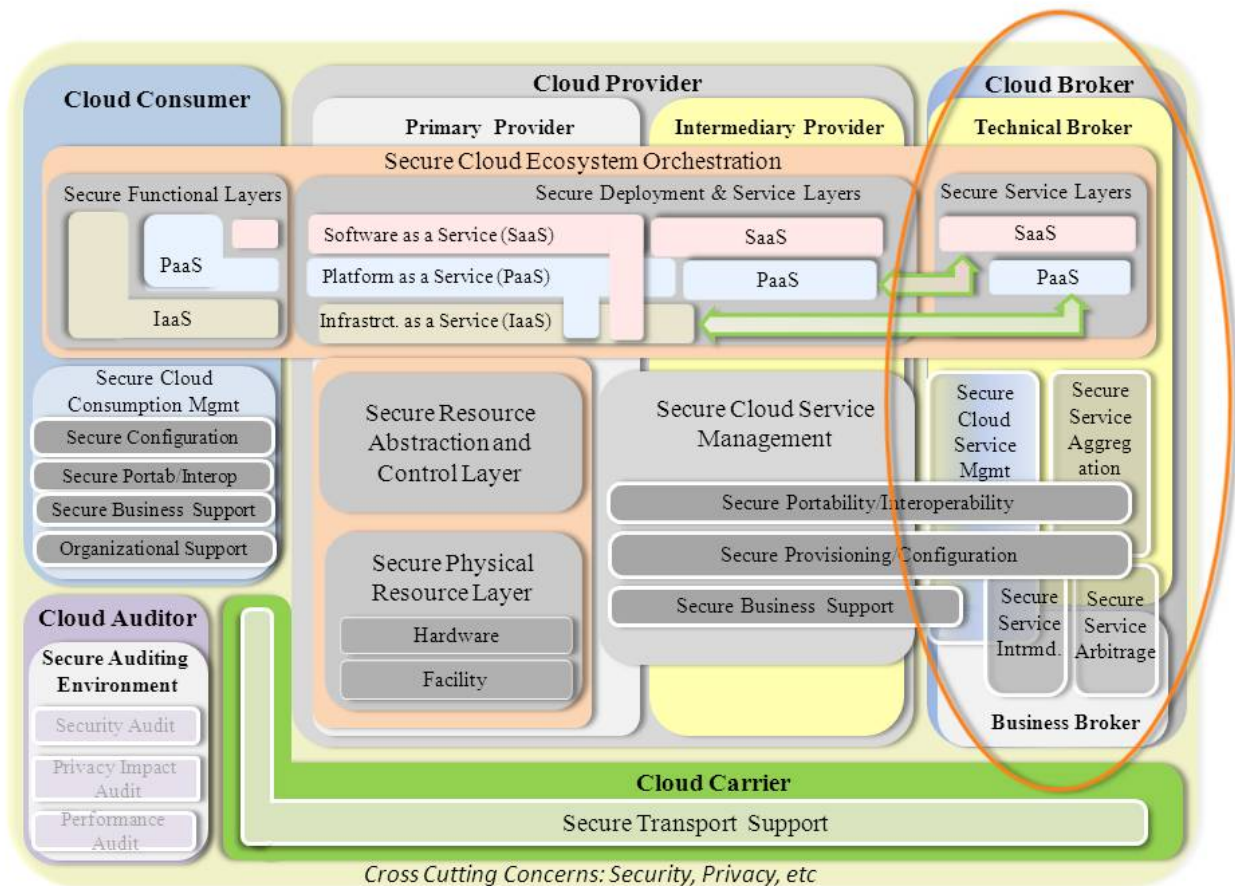 Cloud Consumer
Secure Functional Layers
PaaS
IaaS
Secure Cloud
Consumption Mgmt
Secure Configuration
Secure Portab/Interop
Secure Business Support
Organizational Support
Cloud Provider
Primary Provider
Intermediary Provider
Secure Cloud Ecosystem Orchestration
Secure Deployment & Service Layers
Software as a Service (SaaS)
SaaS
Platform as a Service (PaaS)
PaaS
Infrastrct. as a Service (IaaS)
Secure Resource
Abstraction and
Control Layer
Secure Physical
Resource Layer
Hardware
Facility
Secure Cloud Service
Management
Secure Portability/Interoperability
Secure Provisioning/Configuration
Secure Business Support
Cloud Broker
Technical Broker
Secure Service Layers
SaaS
PaaS
Secure
Cloud
Service
Mgmt
Secure
Service
Aggreg
ation
Secure
Service
Intrmd.
Secure
Service
Arbitrage
Business Broker
Cloud Auditor
Secure Auditing
Environment
Security Audit
Privacy Impact
Audit
Performance
Audit
Cloud Carrier
Secure Transport Support
Cross Cutting Concerns: Security, Privacy, etc